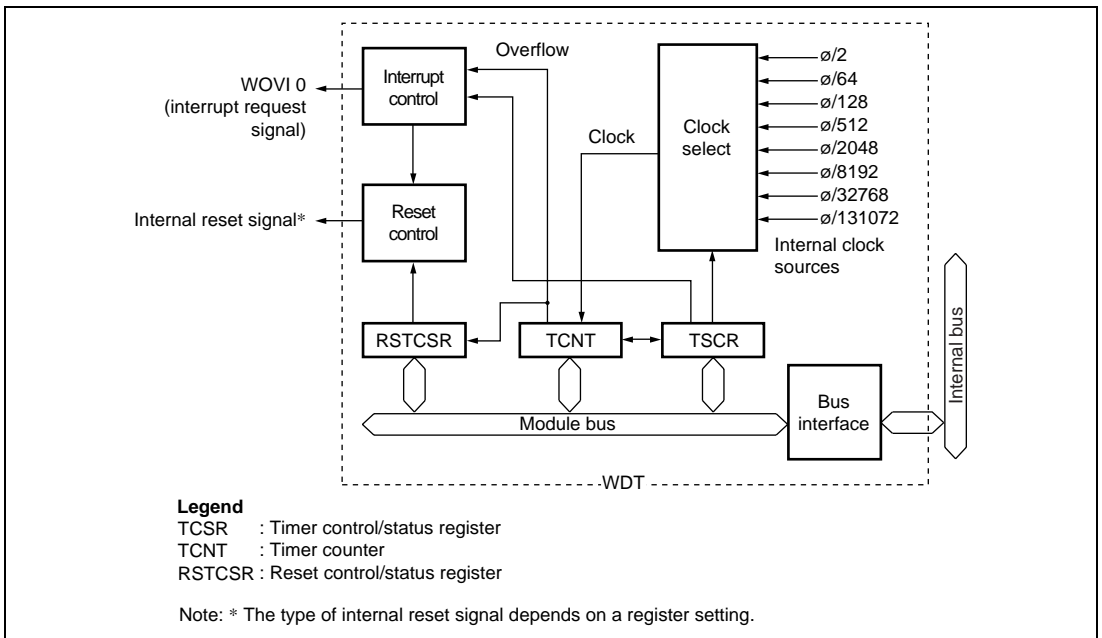 Overflow
Interrupt
control
WOVI 0
(interrupt request
signal)
Clock
Clock
select
ø/2
ø/64
ø/128
ø/512
ø/2048
ø/8192
ø/32768
ø/131072
Internal clock
sources
Reset
control
Internal reset signal*
RSTCSR
TCNT
TSCR
Internal bus
Module bus
Bus
interface
WDT
Legend
TCSR : Timer control/status register
TCNT : Timer counter
RSTCSR : Reset control/status register
Note: * The type of internal reset signal depends on a register setting.